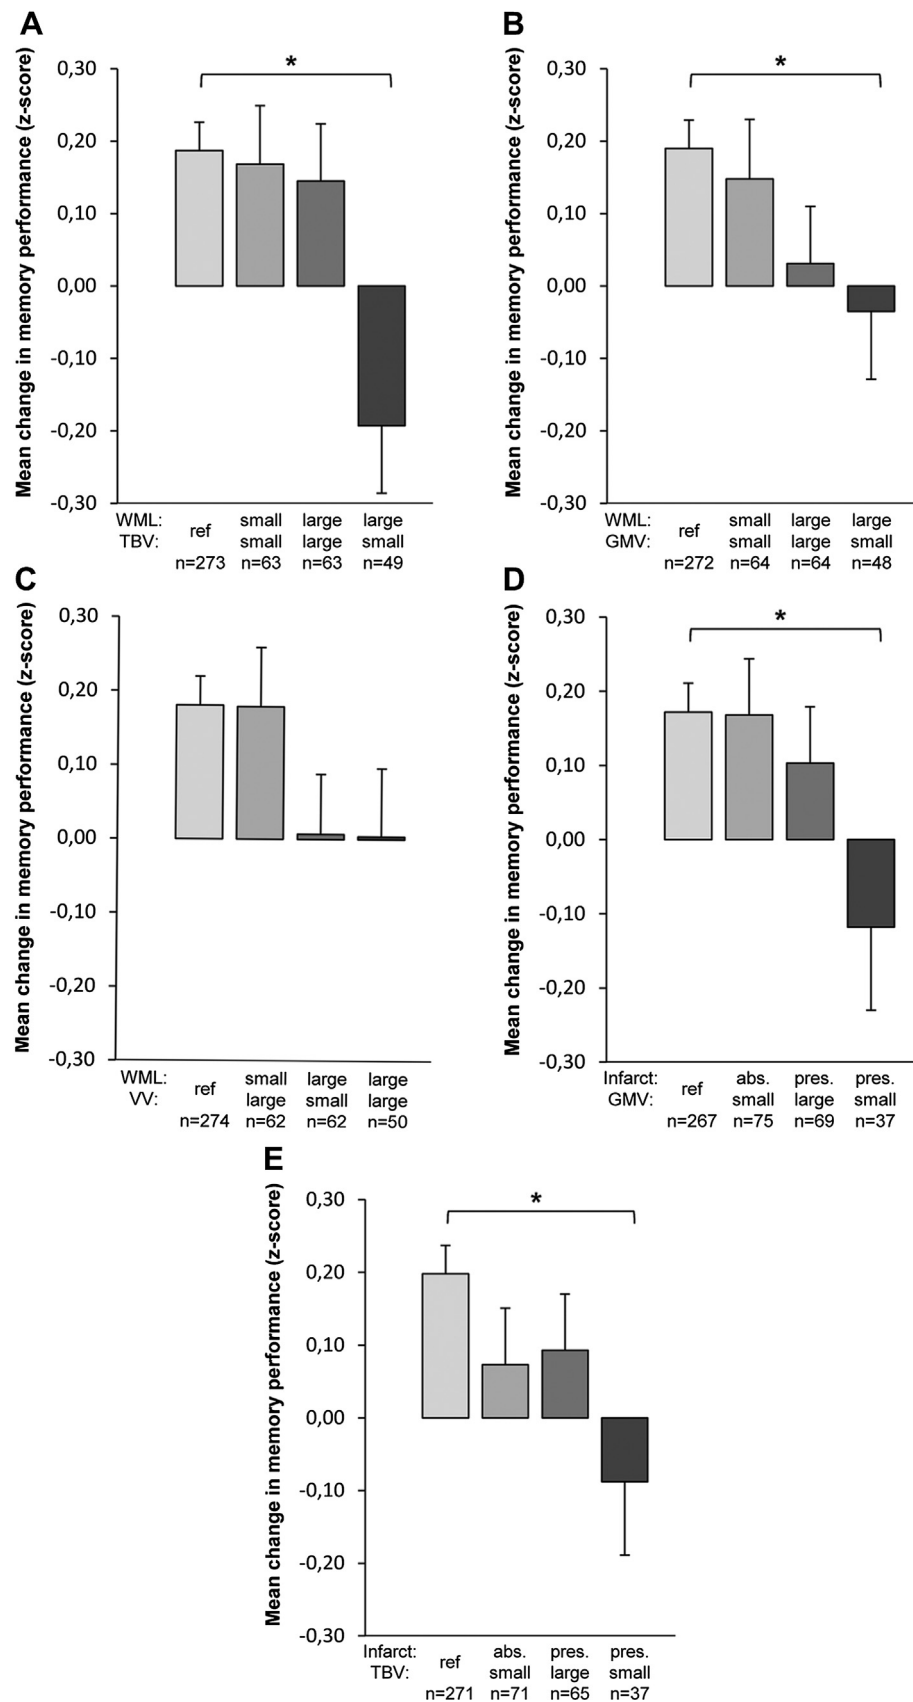 A
Mean change in memory performance (z-score)
0,30
0,20
0,10
0,00
-0,10
-0,20
-0,30
*
WML:
TBV:
ref
n=273
small
small
n=63
large
large
n=63
large
small
n=49
B
Mean change in memory performance (z-score)
0,30
0,20
0,10
0,00
-0,10
-0,20
-0,30
*
WML:
GMV:
ref
n=272
small
small
n=64
large
large
n=64
large
small
n=48
C
Mean change in memory performance (z-score)
0,30
0,20
0,10
0,00
-0,10
-0,20
-0,30
WML:
VV:
ref
n=274
small
large
n=62
large
small
n=62
large
large
n=50
D
Mean change in memory performance (z-score)
0,30
0,20
0,10
0,00
-0,10
-0,20
-0,30
*
Infarct:
GMV:
ref
n=267
abs.
small
n=75
pres.
large
n=69
pres.
small
n=37
E
Mean change in memory performance (z-score)
0,30
0,20
0,10
0,00
-0,10
-0,20
-0,30
*
Infarct:
TBV:
ref
n=271
abs.
small
n=71
pres.
large
n=65
pres.
small
n=37